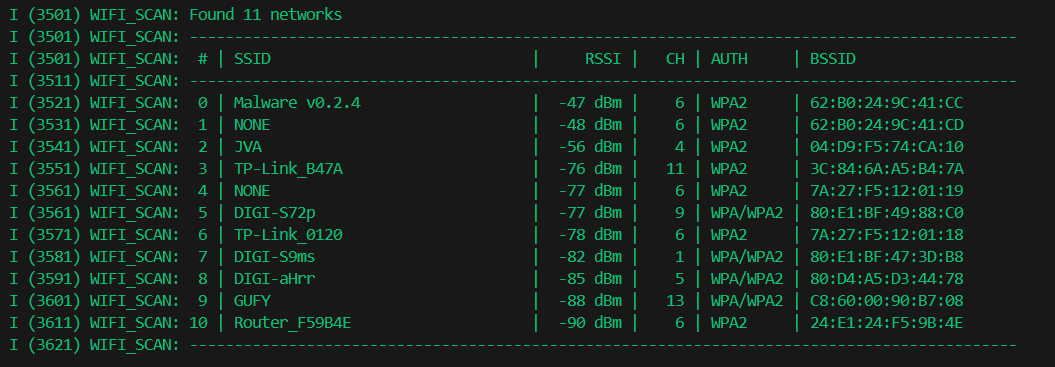 I (3501) WIFI_SCAN: Found 11 networks
I (3501) WIFI_SCAN: --------------------------------------------------------------------------------------------
I (3501) WIFI_SCAN:  # | SSID                             |     RSSI |   CH | AUTH     | BSSID
I (3511) WIFI_SCAN: --------------------------------------------------------------------------------------------
I (3521) WIFI_SCAN:  0 | Malware v0.2.4                   |  -47 dBm |    6 | WPA2     | 62:B0:24:9C:41:CC
I (3531) WIFI_SCAN:  1 | NONE                             |  -48 dBm |    6 | WPA2     | 62:B0:24:9C:41:CD
I (3541) WIFI_SCAN:  2 | JVA                              |  -56 dBm |    4 | WPA2     | 04:D9:F5:74:CA:10
I (3551) WIFI_SCAN:  3 | TP-Link_B47A                     |  -76 dBm |   11 | WPA2     | 3C:84:6A:A5:B4:7A
I (3561) WIFI_SCAN:  4 | NONE                             |  -77 dBm |    6 | WPA2     | 7A:27:F5:12:01:19
I (3561) WIFI_SCAN:  5 | DIGI-S72p                        |  -77 dBm |    9 | WPA/WPA2 | 80:E1:BF:49:88:C0
I (3571) WIFI_SCAN:  6 | TP-Link_0120                     |  -78 dBm |    6 | WPA2     | 7A:27:F5:12:01:18
I (3581) WIFI_SCAN:  7 | DIGI-S9ms                        |  -82 dBm |    1 | WPA/WPA2 | 80:E1:BF:47:3D:B8
I (3591) WIFI_SCAN:  8 | DIGI-aHrr                        |  -85 dBm |    5 | WPA/WPA2 | 80:D4:A5:D3:44:78
I (3601) WIFI_SCAN:  9 | GUFY                             |  -88 dBm |   13 | WPA/WPA2 | C8:60:00:90:B7:08
I (3611) WIFI_SCAN: 10 | Router_F59B4E                    |  -90 dBm |    6 | WPA2     | 24:E1:24:F5:9B:4E
I (3621) WIFI_SCAN: --------------------------------------------------------------------------------------------